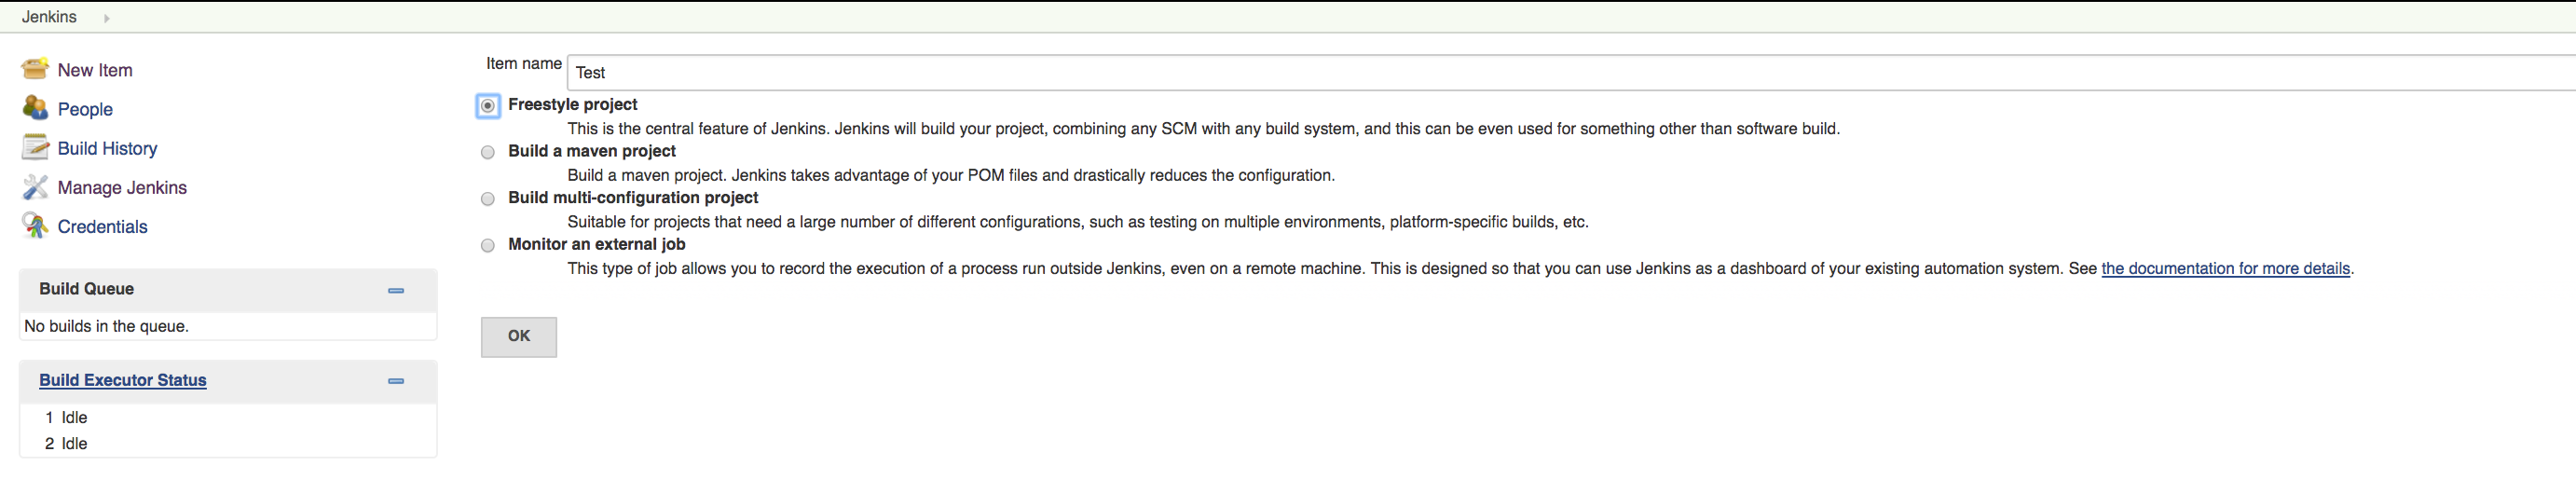 Jenkins
New Item
People
Build History
Manage Jenkins
Credentials
Build Queue
No builds in the queue.
Build Executor Status
1 Idle
2 Idle
Item name Test
Freestyle project
This is the central feature of Jenkins. Jenkins will build your project, combining any SCM with any build system, and this can be even used for something other than software build.
Build a maven project
Build a maven project. Jenkins takes advantage of your POM files and drastically reduces the configuration.
Build multi-configuration project
Suitable for projects that need a large number of different configurations, such as testing on multiple environments, platform-specific builds, etc.
Monitor an external job
This type of job allows you to record the execution of a process run outside Jenkins, even on a remote machine. This is designed so that you can use Jenkins as a dashboard of your existing automation system. See the documentation for more details.
OK